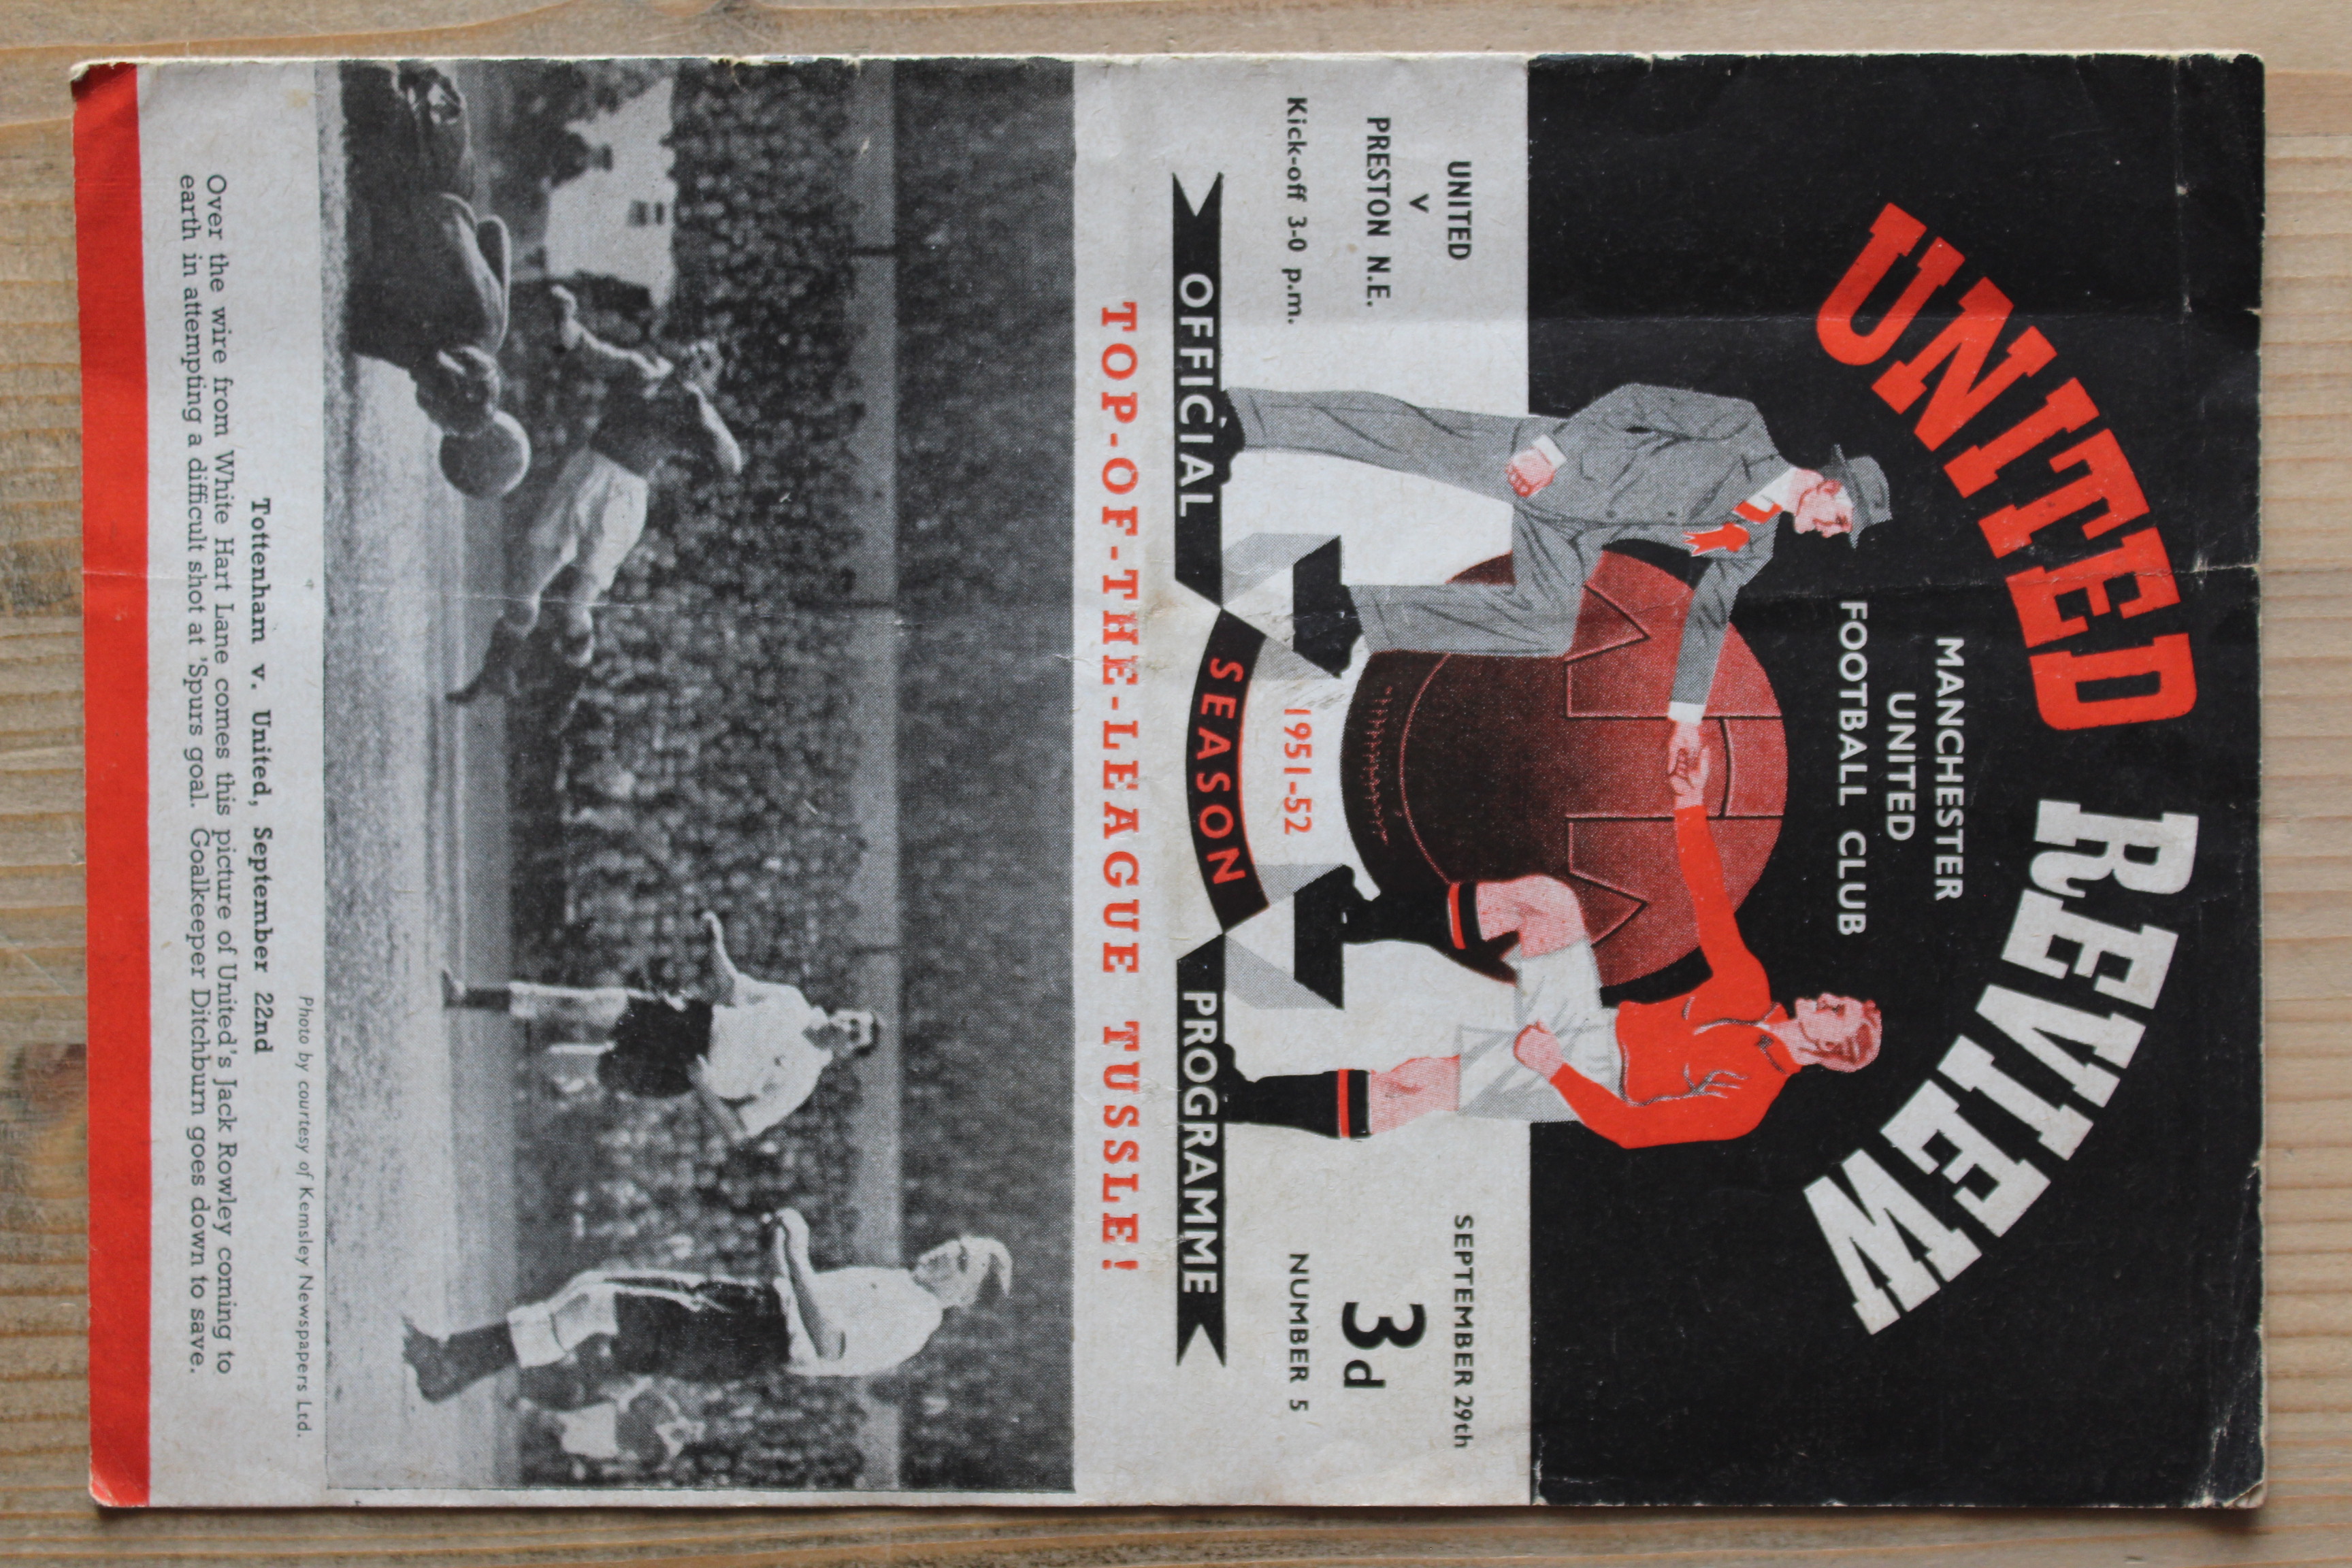 UNITED REVIEW
MANCHESTER
UNITED
FOOTBALL CLUB
UNITED
v
PRESTON N.E.
Kick-off 3-0 p.m.
SEPTEMBER 29th
3d
NUMBER 5
1951-52
OFFICIAL SEASON PROGRAMME
TOP-OF-THE-LEAGUE TUSSLE!
Photo by courtesy of Kemsley Newspapers Ltd.
Tottenham v. United, September 22nd
Over the wire from White Hart Lane comes this picture of United's Jack Rowley coming to
earth in attempting a difficult shot at 'Spurs goal. Goalkeeper Ditchburn goes down to save.